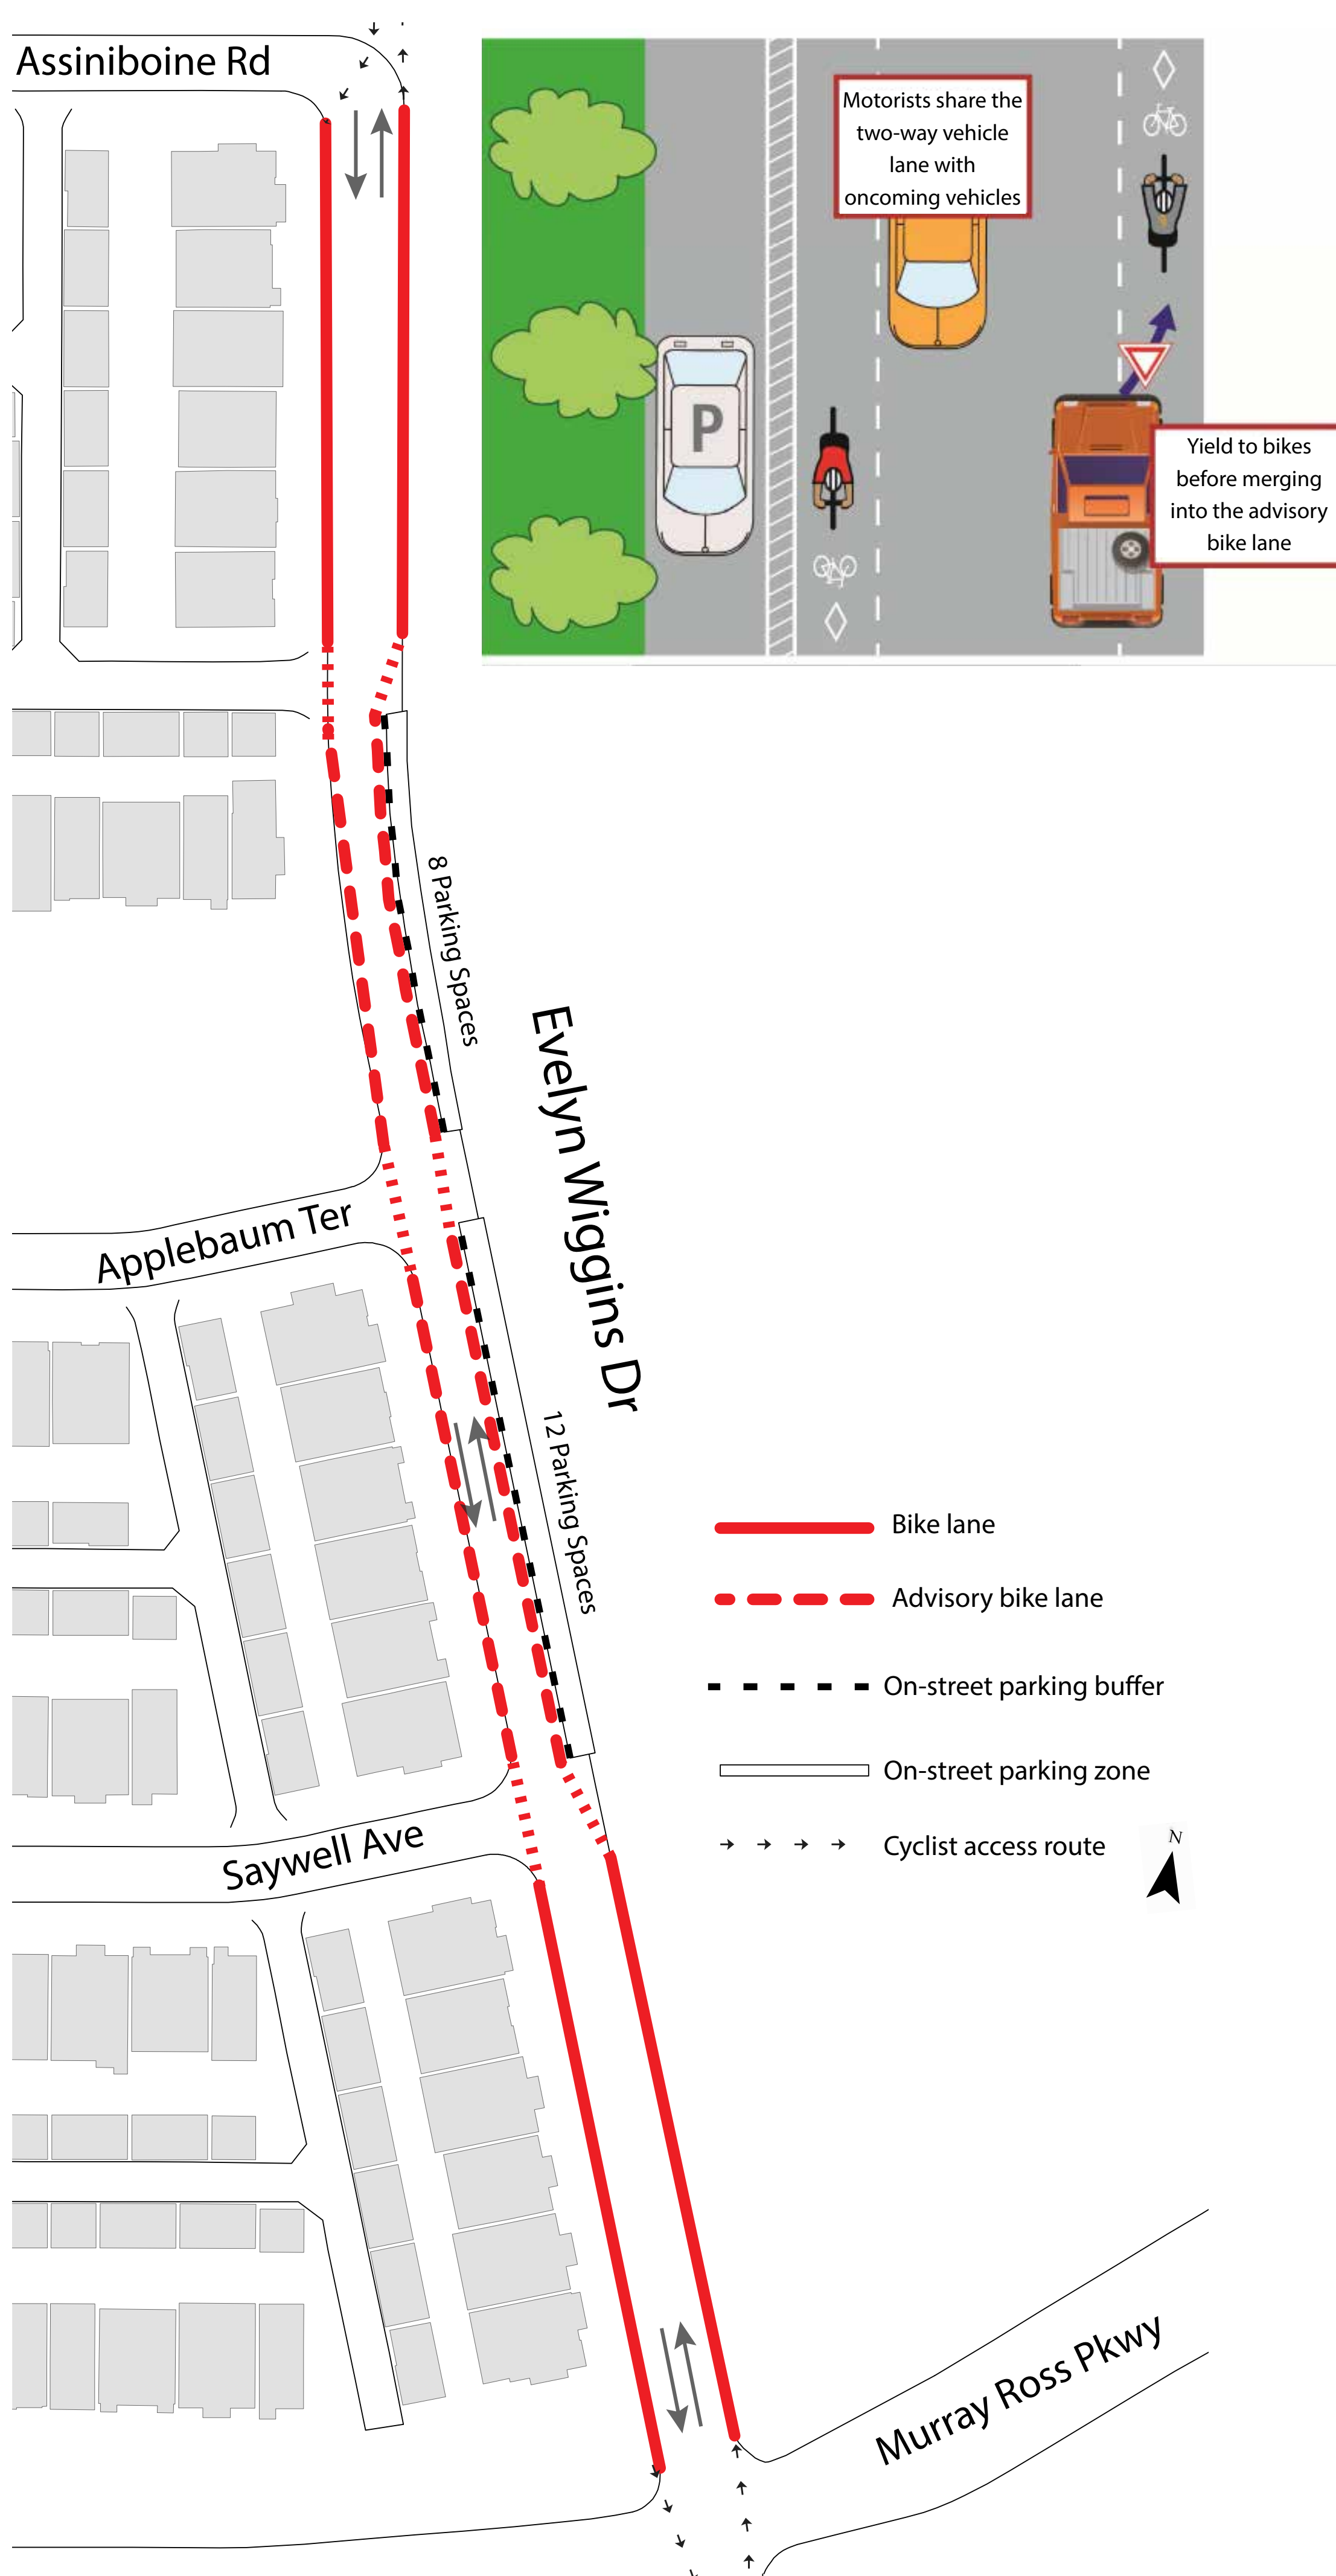 Assiniboine Rd
Motorists share the
two-way vehicle
lane with
oncoming vehicles
P
Yield to bikes
before merging
into the advisory
bike lane
8 Parking Spaces
Evelyn Wiggins Dr
Applebaum Ter
12 Parking Spaces
Bike lane
Advisory bike lane
On-street parking buffer
On-street parking zone
Cyclist access route
N
Saywell Ave
Murray Ross Pkwy